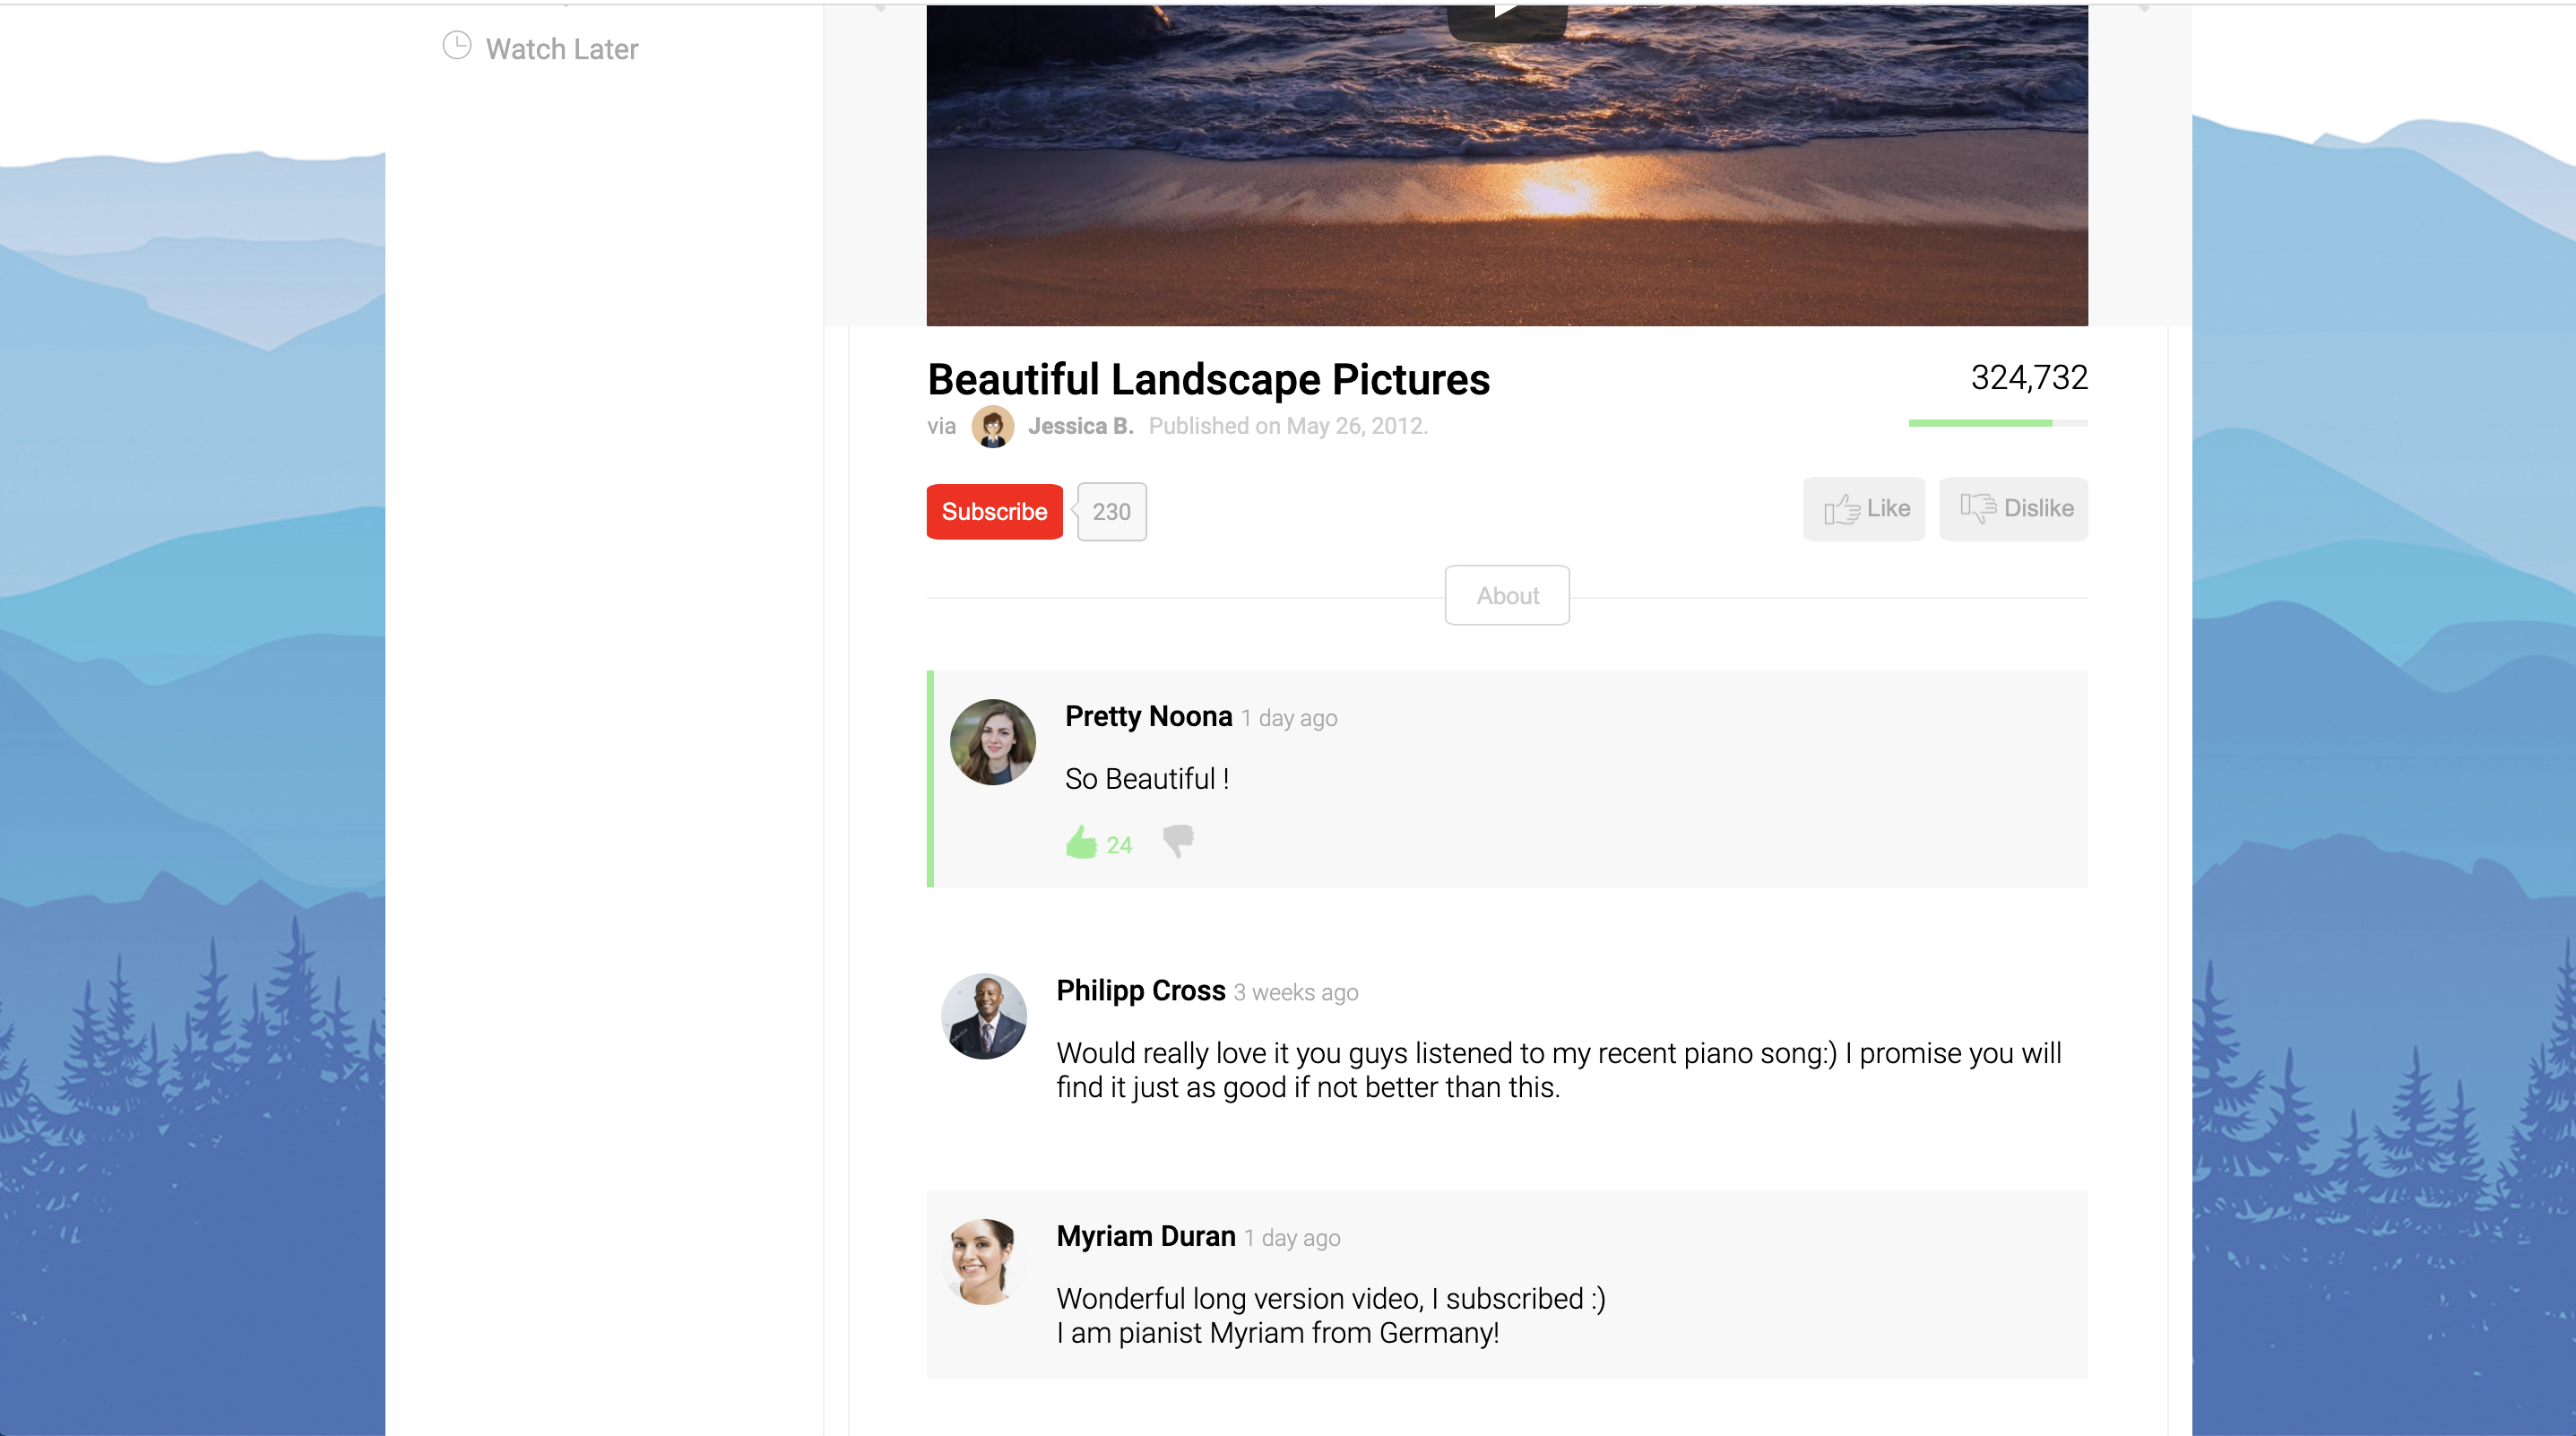 Watch Later
Beautiful Landscape Pictures
324,732
via Jessica B. Published on May 26, 2012.
Subscribe 230
Like Dislike
About
Pretty Noona 1 day ago
So Beautiful !
24
Philipp Cross 3 weeks ago
Would really love it you guys listened to my recent piano song:) I promise you will
find it just as good if not better than this.
Myriam Duran 1 day ago
Wonderful long version video, I subscribed :)
I am pianist Myriam from Germany!